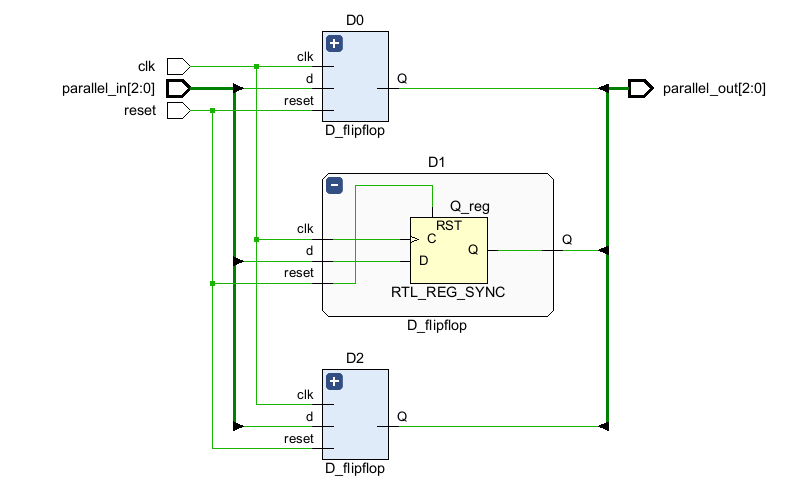 D0
clk
clk
parallel_in[2:0]
d
Q
parallel_out[2:0]
reset
reset
D_flipflop
D1
Q_reg
RST
clk
C
Q
Q
d
D
reset
RTL_REG_SYNC
D_flipflop
D2
clk
d
Q
reset
D_flipflop